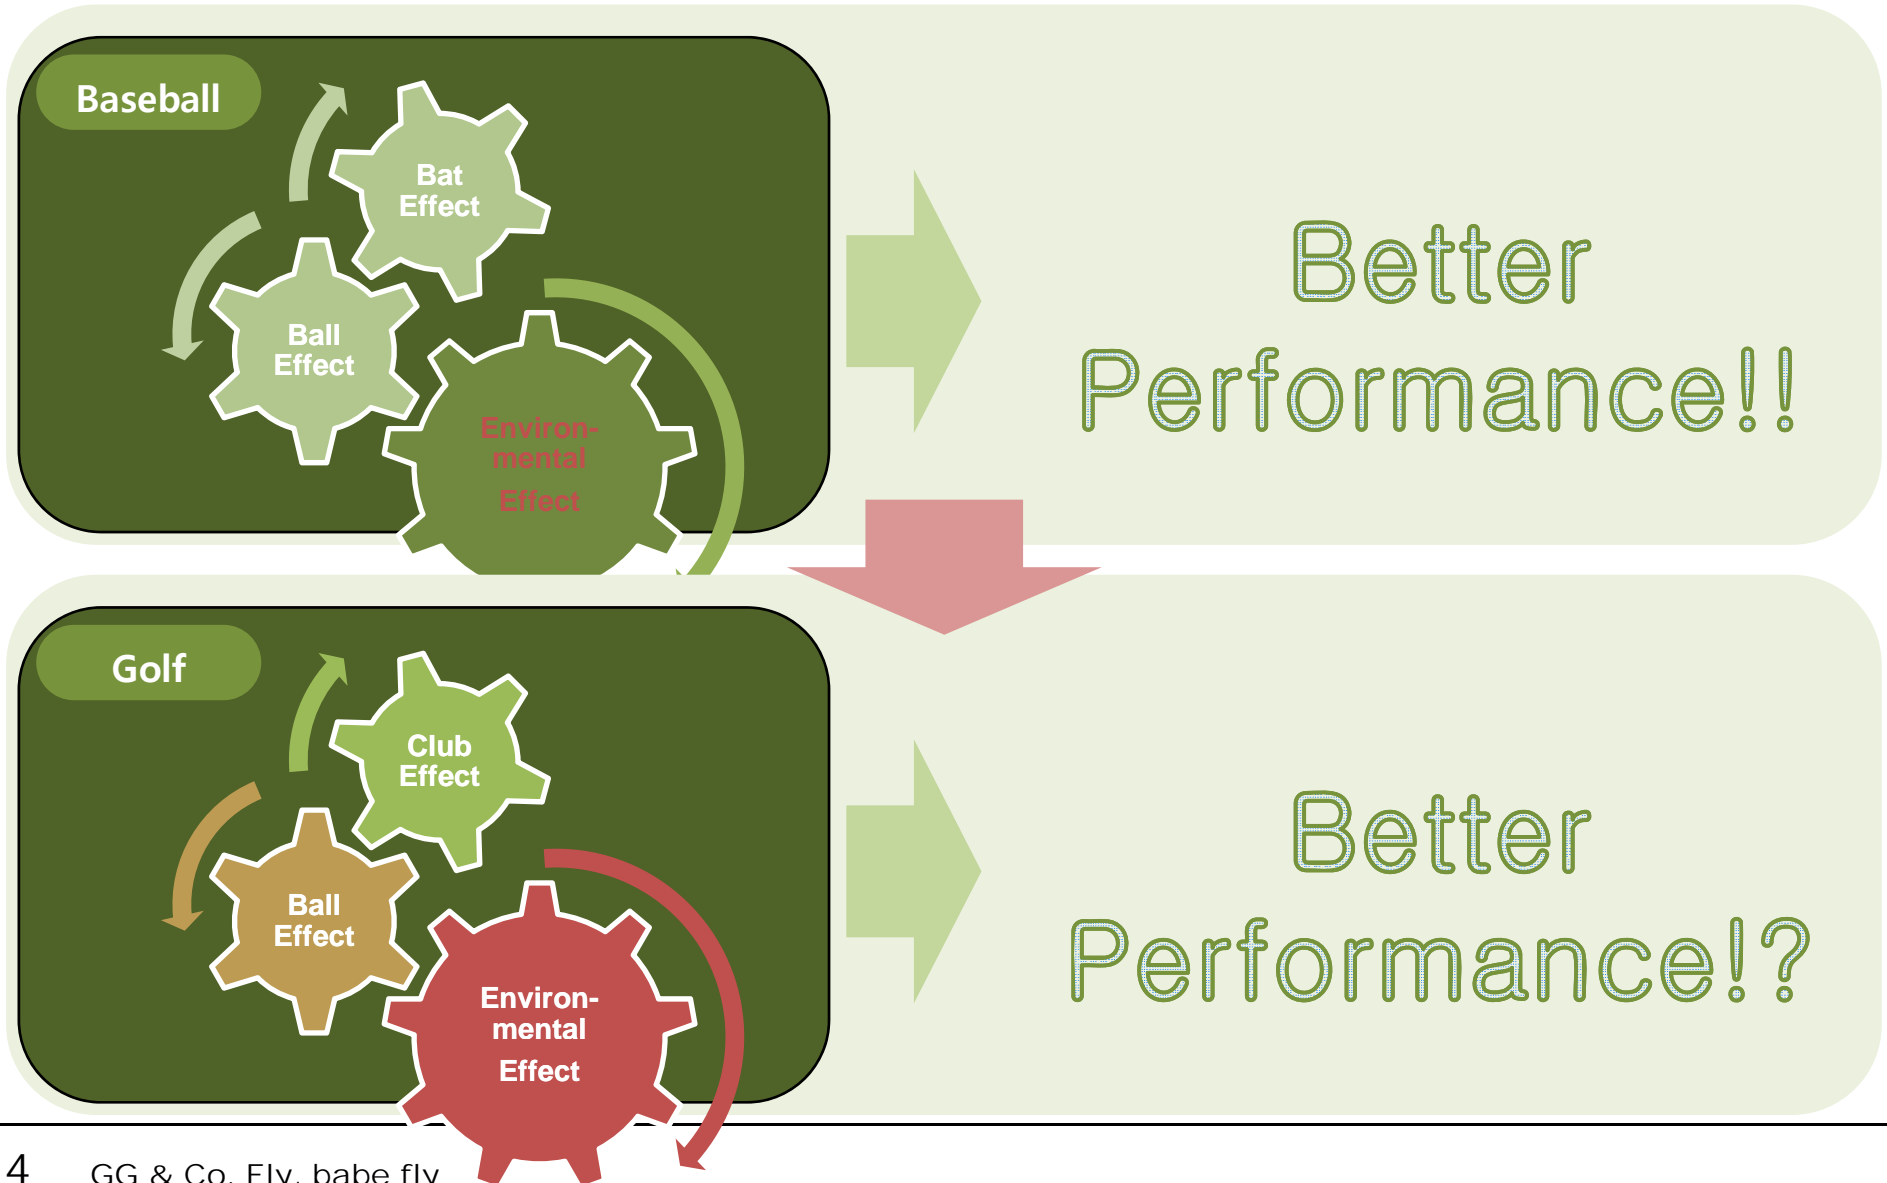 Baseball
Bat
Effect
Ball
Effect
Environ-
mental
Effect
Better
Performance!!
Golf
Club
Effect
Ball
Effect
Environ-
mental
Effect
Better
Performance!?
4 GG & Co. Fly, babe fly